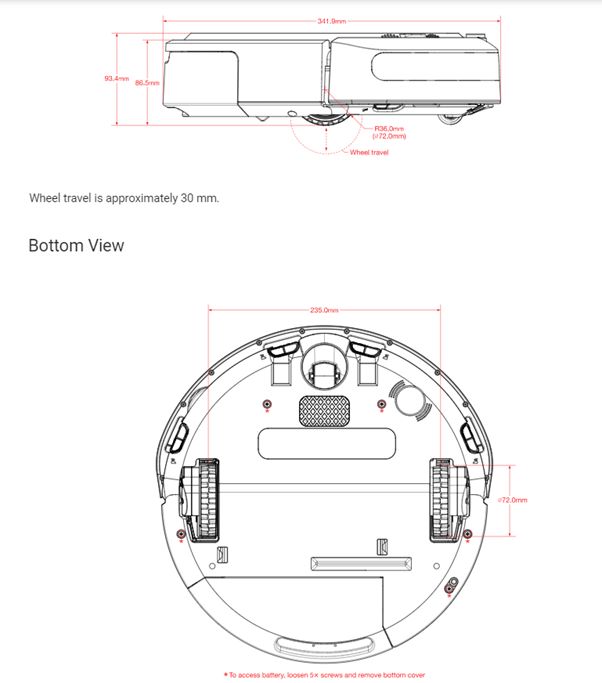 341.9mm
93.4mm
86.5mm
R36.0mm
(⌀72.0mm)
Wheel travel
Wheel travel is approximately 30 mm.
Bottom View
235.0mm
⌀72.0mm
* To access battery, loosen 5x screws and remove bottom cover